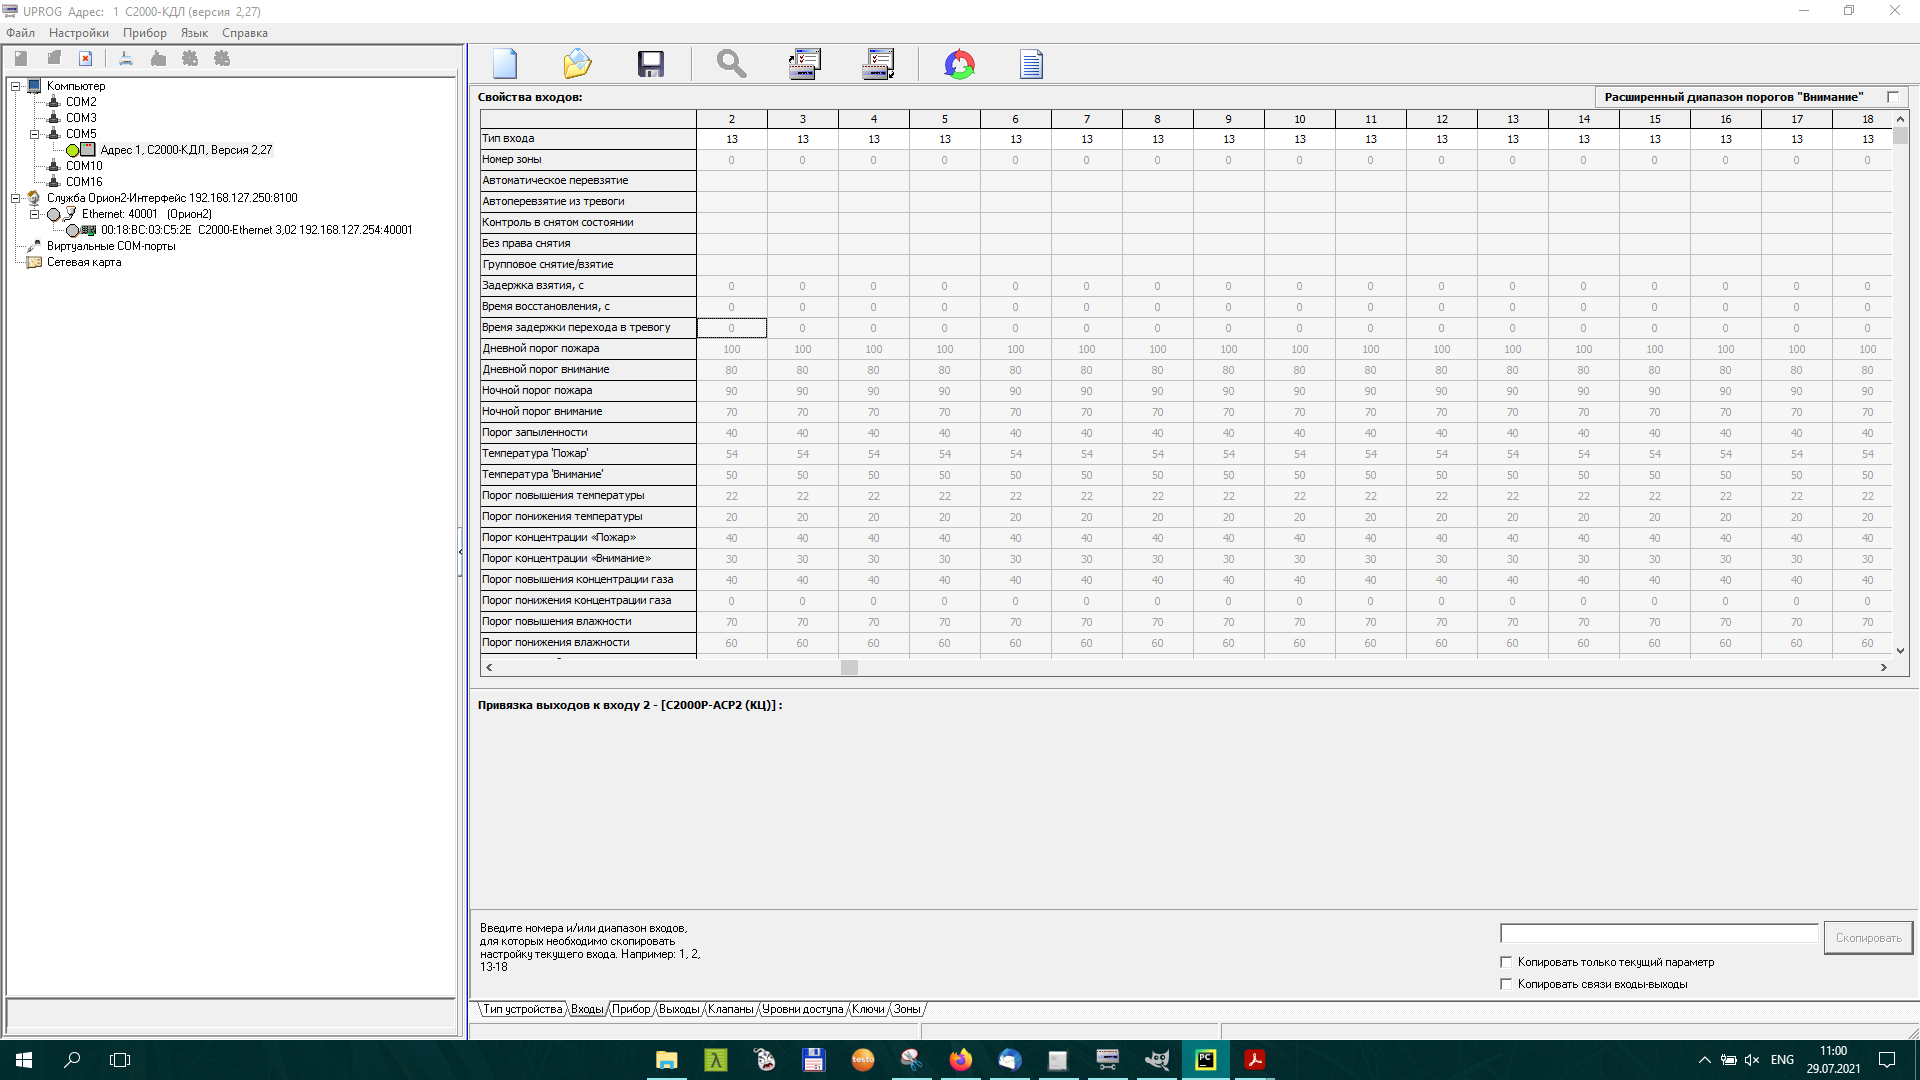 UPROG Адрес: 1 С2000-КДЛ (версия 2,27)
Файл Настройки Прибор Язык Справка
Компьютер
COM2
COM3
COM5
Адрес 1, С2000-КДЛ, Версия 2,27
COM10
COM16
Служба Орион2-Интерфейс 192.168.127.250:8100
Ethernet: 40001 (Орион2)
00:18:BC:03:C5:2E С2000-Ethernet 3,02 192.168.127.254:40001
Виртуальные COM-порты
Сетевая карта
Свойства входов:
Расширенный диапазон порогов "Внимание"
2 3 4 5 6 7 8 9 10 11 12 13 14 15 16 17 18
Тип входа 13 13 13 13 13 13 13 13 13 13 13 13 13 13 13 13 13
Номер зоны 0 0 0 0 0 0 0 0 0 0 0 0 0 0 0 0 0
Автоматическое перевзятие
Автоперевзятие из тревоги
Контроль в снятом состоянии
Без права снятия
Групповое снятие/взятие
Задержка взятия, с 0 0 0 0 0 0 0 0 0 0 0 0 0 0 0 0 0
Время восстановления, с 0 0 0 0 0 0 0 0 0 0 0 0 0 0 0 0 0
Время задержки перехода в тревогу 0 0 0 0 0 0 0 0 0 0 0 0 0 0 0 0 0
Дневной порог пожара 100 100 100 100 100 100 100 100 100 100 100 100 100 100 100 100 100
Дневной порог внимание 80 80 80 80 80 80 80 80 80 80 80 80 80 80 80 80 80
Ночной порог пожара 90 90 90 90 90 90 90 90 90 90 90 90 90 90 90 90 90
Ночной порог внимание 70 70 70 70 70 70 70 70 70 70 70 70 70 70 70 70 70
Порог запыленности 40 40 40 40 40 40 40 40 40 40 40 40 40 40 40 40 40
Температура 'Пожар' 54 54 54 54 54 54 54 54 54 54 54 54 54 54 54 54 54
Температура 'Внимание' 50 50 50 50 50 50 50 50 50 50 50 50 50 50 50 50 50
Порог повышения температуры 22 22 22 22 22 22 22 22 22 22 22 22 22 22 22 22 22
Порог понижения температуры 20 20 20 20 20 20 20 20 20 20 20 20 20 20 20 20 20
Порог концентрации «Пожар» 40 40 40 40 40 40 40 40 40 40 40 40 40 40 40 40 40
Порог концентрации «Внимание» 30 30 30 30 30 30 30 30 30 30 30 30 30 30 30 30 30
Порог повышения концентрации газа 40 40 40 40 40 40 40 40 40 40 40 40 40 40 40 40 40
Порог понижения концентрации газа 0 0 0 0 0 0 0 0 0 0 0 0 0 0 0 0 0
Порог повышения влажности 70 70 70 70 70 70 70 70 70 70 70 70 70 70 70 70 70
Порог понижения влажности 60 60 60 60 60 60 60 60 60 60 60 60 60 60 60 60 60
Привязка выходов к входу 2 - [С2000Р-АСР2 (КЦ)] :
Введите номера и/или диапазон входов,
для которых необходимо скопировать
настройку текущего входа. Например: 1, 2,
13-18
Скопировать
Копировать только текущий параметр
Копировать связи входы-выходы
Тип устройства Входы Прибор Выходы Клапаны Уровни доступа Ключи Зоны
testo
PC
ENG
11:00
29.07.2021